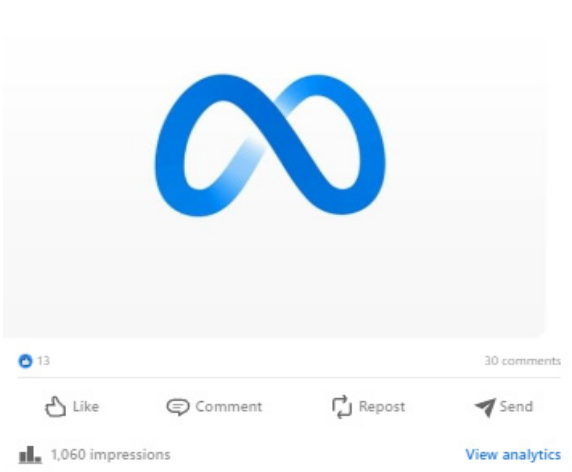 13 30 comments
Like Comment Repost Send
1,060 impressions View analytics